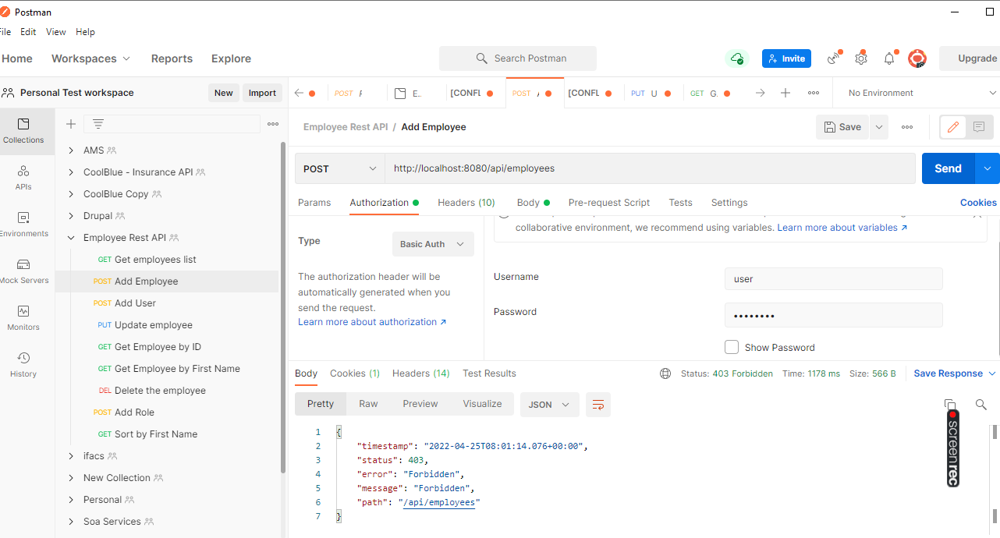 Postman
File Edit View Help
Home Workspaces Reports Explore
Search Postman
Invite
Upgrade
Personal Test workspace
New Import
POST
E..
[CONFL
POST
[CONFL
PUT U
GET G.
No Environment
Collections
APIs
Environments
Mock Servers
Monitors
History
AMS
CoolBlue - Insurance API
CoolBlue Copy
Drupal
Employee Rest API
GET Get employees list
POST Add Employee
POST Add User
PUT Update employee
GET Get Employee by ID
GET Get Employee by First Name
DEL Delete the employee
POST Add Role
GET Sort by First Name
ifacs
New Collection
Personal
Soa Services
Employee Rest API / Add Employee
Save
POST
http://localhost:8080/api/employees
Send
Params Authorization Headers (10) Body Pre-request Script Tests Settings
Cookies
Type
Basic Auth
The authorization header will be
automatically generated when you
send the request.
Learn more about authorization ↗
collaborative environment, we recommend using variables. Learn more about variables ↗
Username
user
Password
••••••••
Show Password
Body Cookies (1) Headers (14) Test Results
Status: 403 Forbidden Time: 1178 ms Size: 566 B
Save Response
Pretty Raw Preview Visualize
JSON
1 {
2 "timestamp": "2022-04-25T08:01:14.076+00:00",
3 "status": 403,
4 "error": "Forbidden",
5 "message": "Forbidden",
6 "path": "/api/employees"
7 }
screenrec